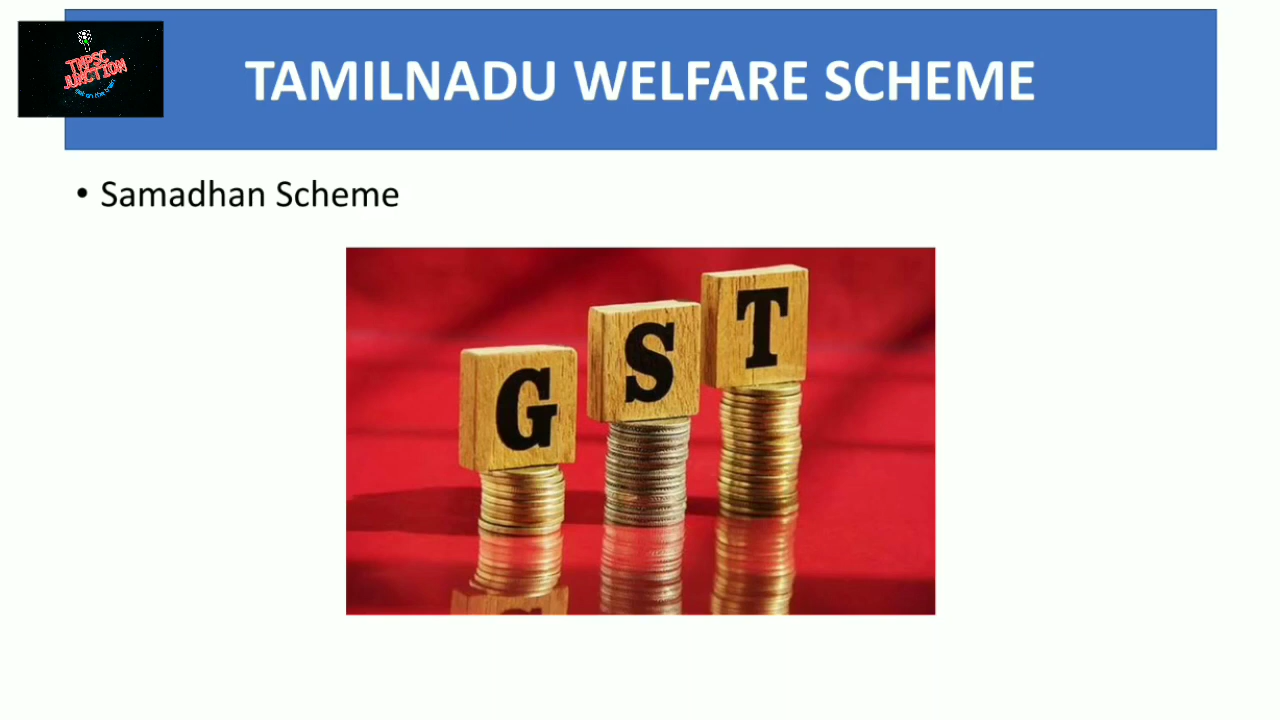 TNPSC
JUNCTION
TAMILNADU WELFARE SCHEME
• Samadhan Scheme
G S T